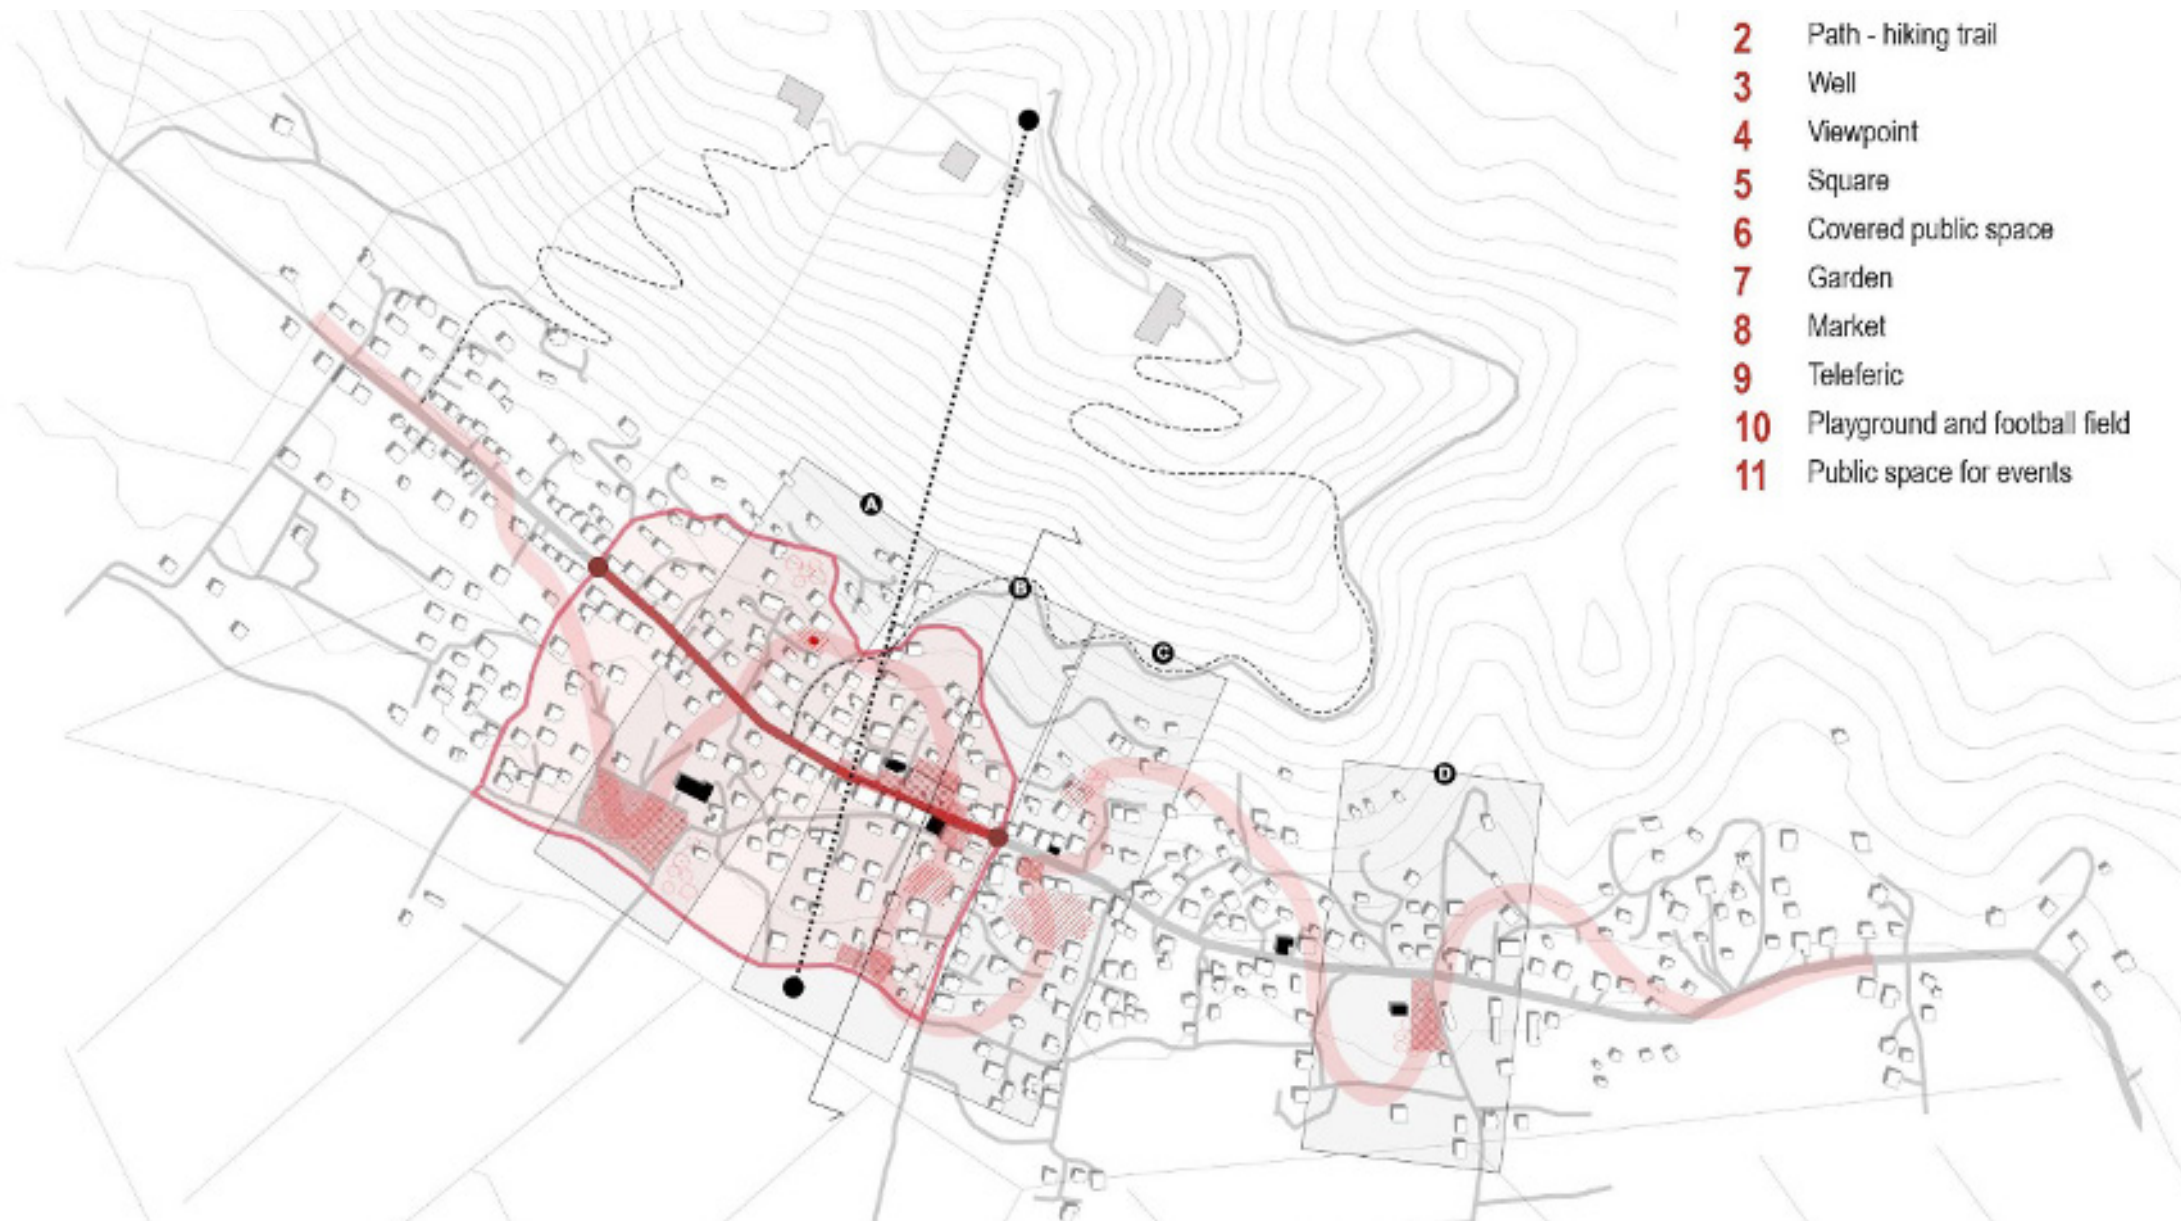 2 Path - hiking trail
3 Well
4 Viewpoint
5 Square
6 Covered public space
7 Garden
8 Market
9 Teleferic
10 Playground and football field
11 Public space for events
A
B
C
D